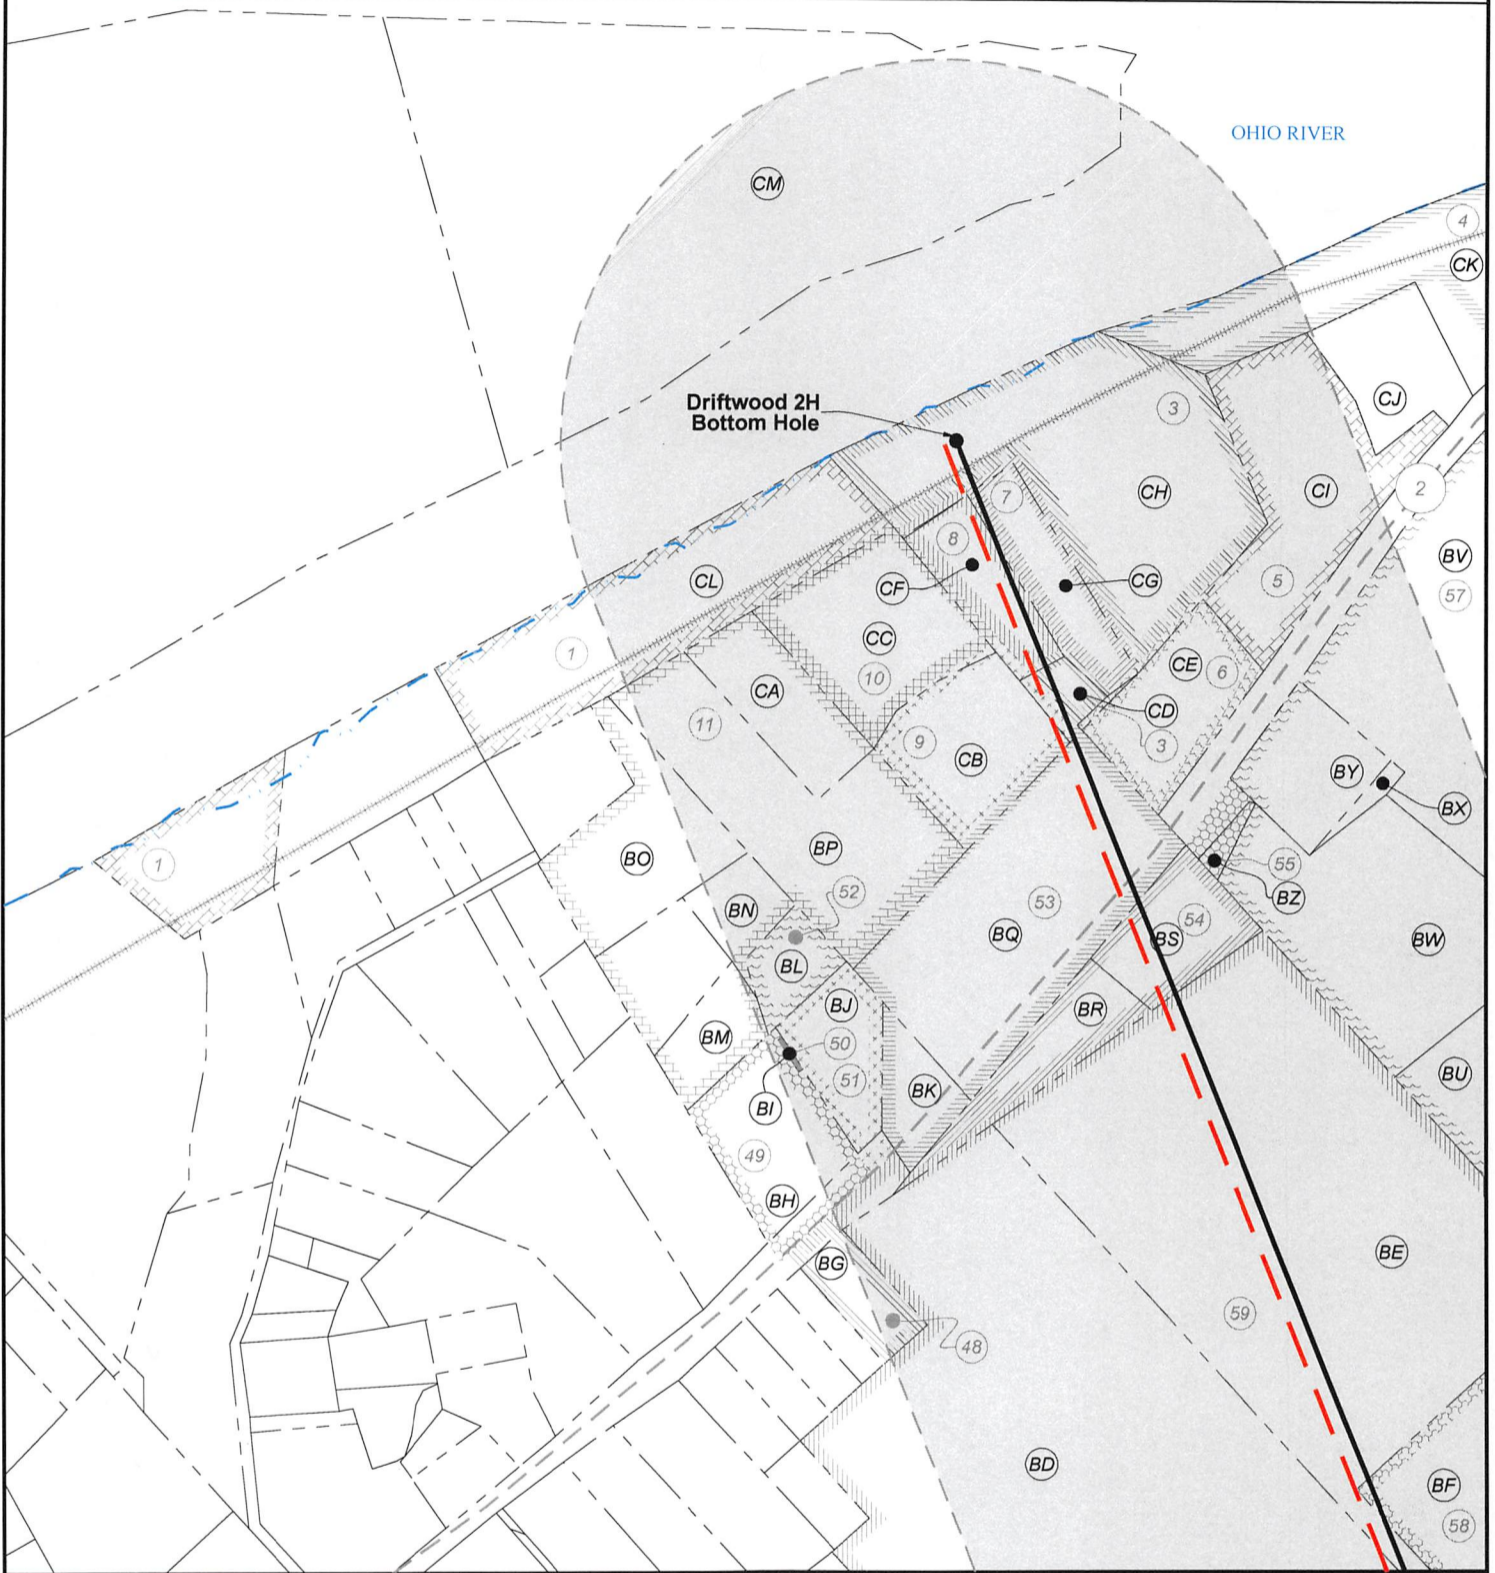 OHIO RIVER
CM
4
CK
Driftwood 2H
Bottom Hole
3
CJ
7
CH
CI
2
8
BV
CF
CG
5
57
CL
CC
1
CE
6
10
CA
CD
11
9
3
CB
BY
BX
BP
BO
1
55
52
53
BZ
BN
54
BQ
BS
BW
BL
BJ
BR
BM
50
51
BU
BK
BI
49
BH
BE
BG
59
48
BD
BF
58